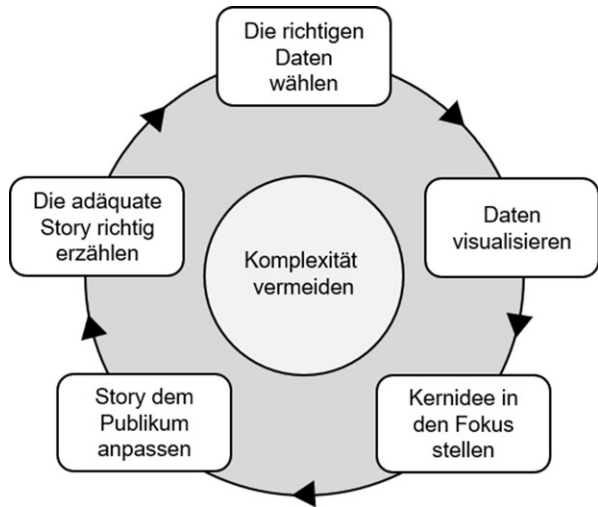 Die richtigen
Daten
wählen
Daten
visualisieren
Kernidee in
den Fokus
stellen
Story dem
Publikum
anpassen
Die adäquate
Story richtig
erzählen
Komplexität
vermeiden